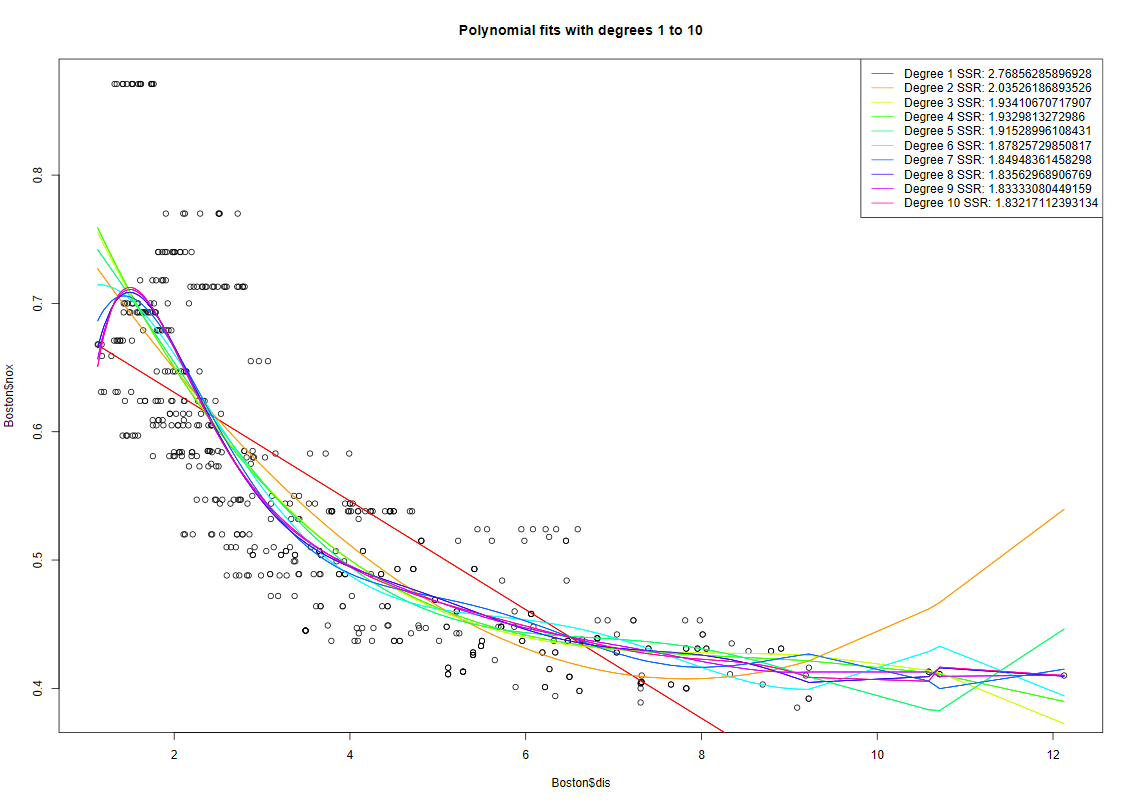 Polynomial fits with degrees 1 to 10
Degree 1 SSR: 2.76856285896928
Degree 2 SSR: 2.03526186893526
Degree 3 SSR: 1.93410670717907
Degree 4 SSR: 1.9329813272986
Degree 5 SSR: 1.91528996108431
Degree 6 SSR: 1.87825729850817
Degree 7 SSR: 1.84948361458298
Degree 8 SSR: 1.83562968906769
Degree 9 SSR: 1.83333080449159
Degree 10 SSR: 1.83217112393134
Boston$nox
0.8
0.7
0.6
0.5
0.4
2 4 6 8 10 12
Boston$dis